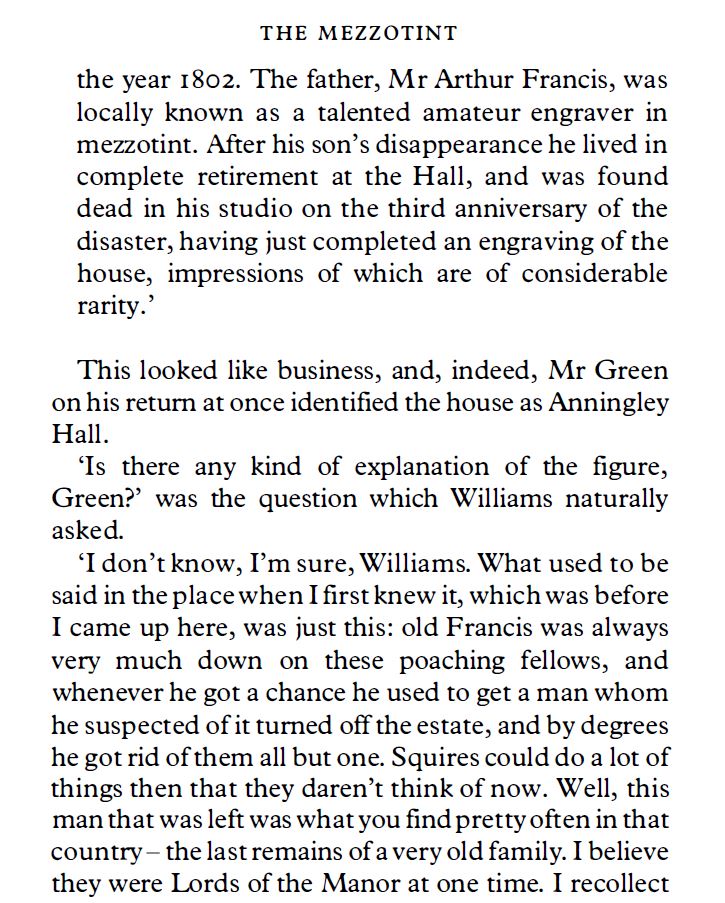 THE MEZZOTINT
the year 1802. The father, Mr Arthur Francis, was
locally known as a talented amateur engraver in
mezzotint. After his son’s disappearance he lived in
complete retirement at the Hall, and was found
dead in his studio on the third anniversary of the
disaster, having just completed an engraving of the
house, impressions of which are of considerable
rarity.’
This looked like business, and, indeed, Mr Green
on his return at once identified the house as Anningley
Hall.
‘Is there any kind of explanation of the figure,
Green?’ was the question which Williams naturally
asked.
‘I don’t know, I’m sure, Williams. What used to be
said in the place when I first knew it, which was before
I came up here, was just this: old Francis was always
very much down on these poaching fellows, and
whenever he got a chance he used to get a man whom
he suspected of it turned off the estate, and by degrees
he got rid of them all but one. Squires could do a lot of
things then that they daren’t think of now. Well, this
man that was left was what you find pretty often in that
country – the last remains of a very old family. I believe
they were Lords of the Manor at one time. I recollect